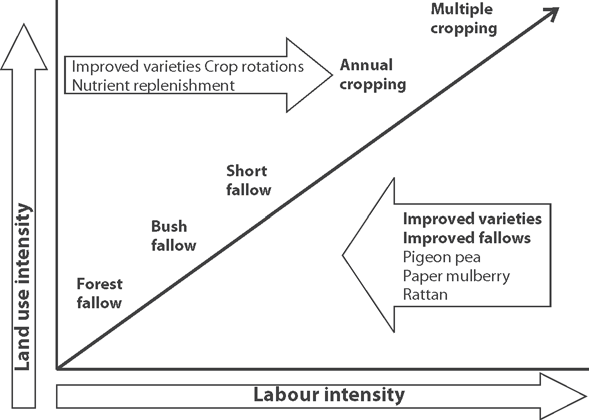 Multiple
cropping
Improved varieties Crop rotations
Nutrient replenishment
Annual
cropping
Short
fallow
Bush
fallow
Forest
fallow
Improved varieties
Improved fallows
Pigeon pea
Paper mulberry
Rattan
Land use intensity
Labour intensity